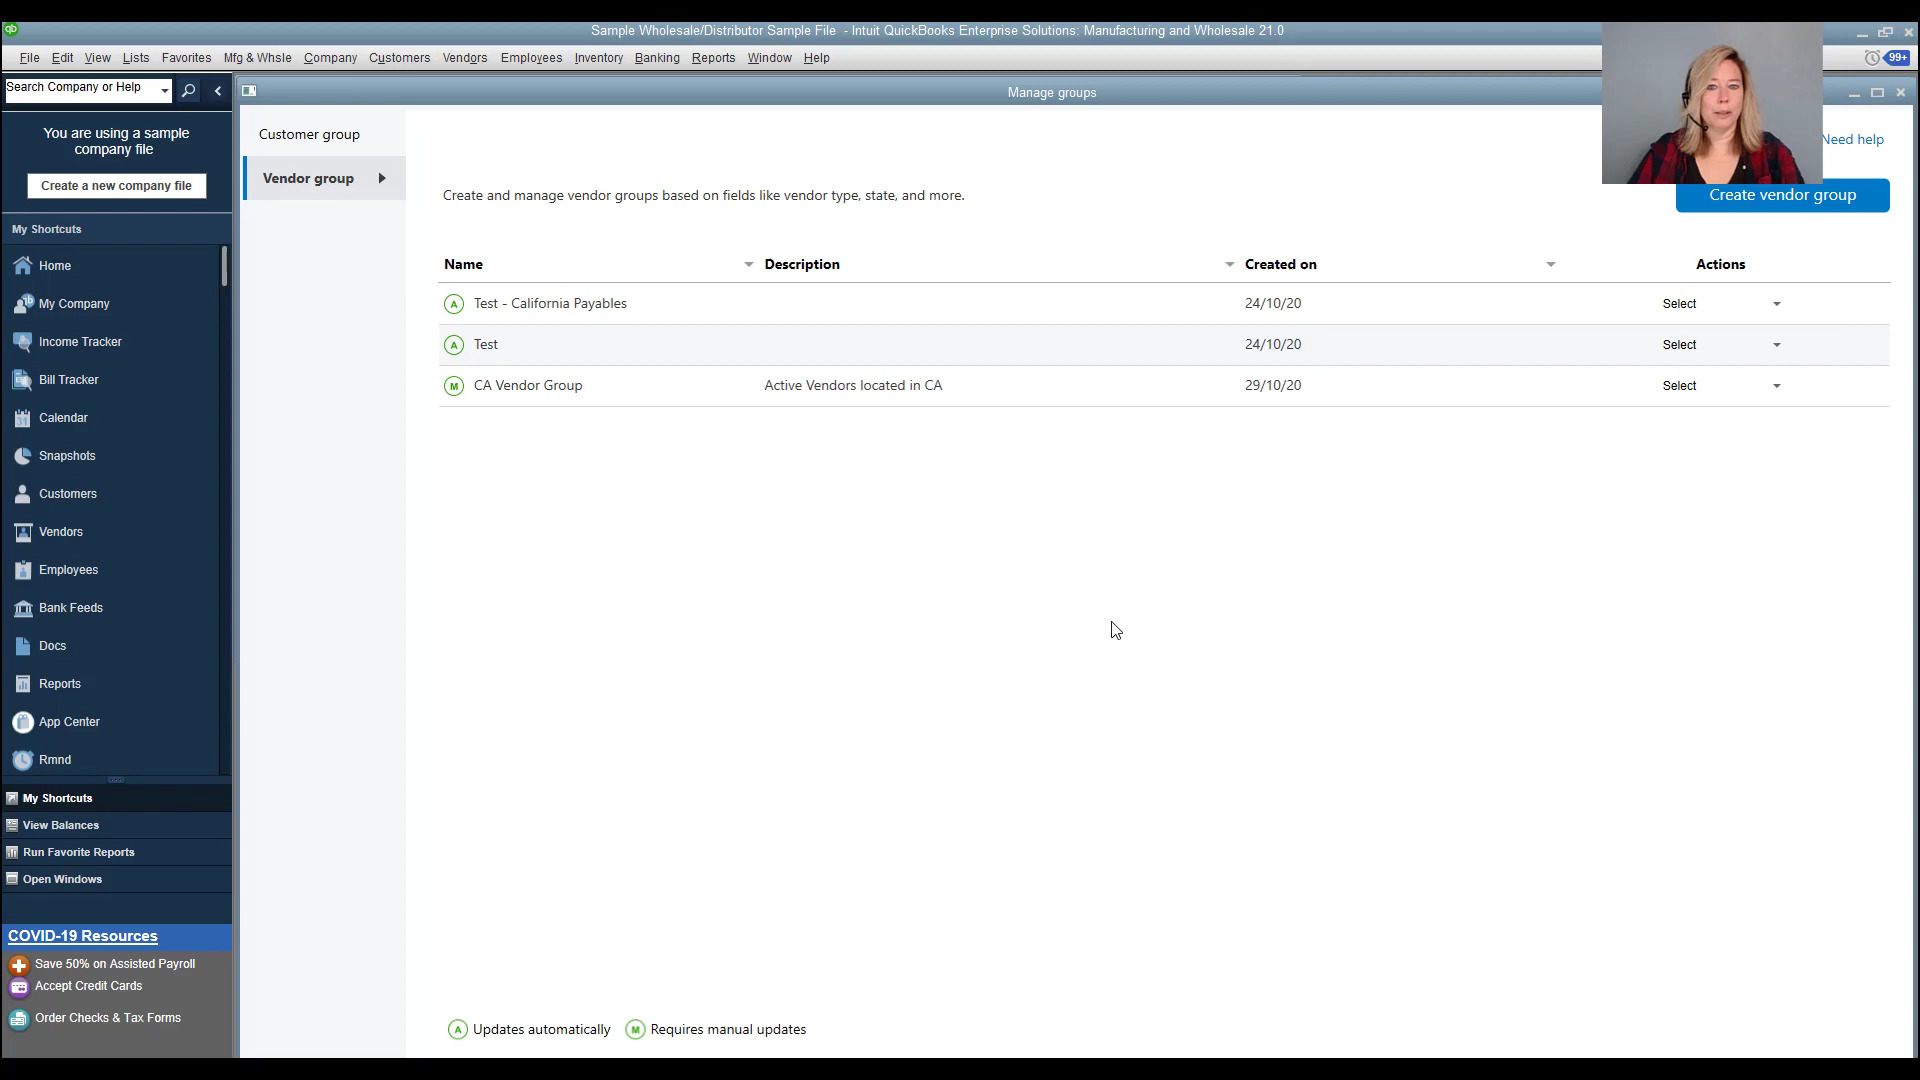 Sample Wholesale/Distributor Sample File - Intuit QuickBooks Enterprise Solutions: Manufacturing and Wholesale 21.0
File Edit View Lists Favorites Mfg & Whsle Company Customers Vendors Employees Inventory Banking Reports Window Help
99+
Search Company or Help
Manage groups
You are using a sample
company file
Create a new company file
My Shortcuts
Home
My Company
Income Tracker
Bill Tracker
Calendar
Snapshots
Customers
Vendors
Employees
Bank Feeds
Docs
Reports
App Center
Rmnd
My Shortcuts
View Balances
Run Favorite Reports
Open Windows
COVID-19 Resources
Save 50% on Assisted Payroll
Accept Credit Cards
Order Checks & Tax Forms
Customer group
Vendor group
Need help
Create and manage vendor groups based on fields like vendor type, state, and more.
Create vendor group
Name Description Created on Actions
A Test - California Payables 24/10/20 Select
A Test 24/10/20 Select
M CA Vendor Group Active Vendors located in CA 29/10/20 Select
A Updates automatically M Requires manual updates